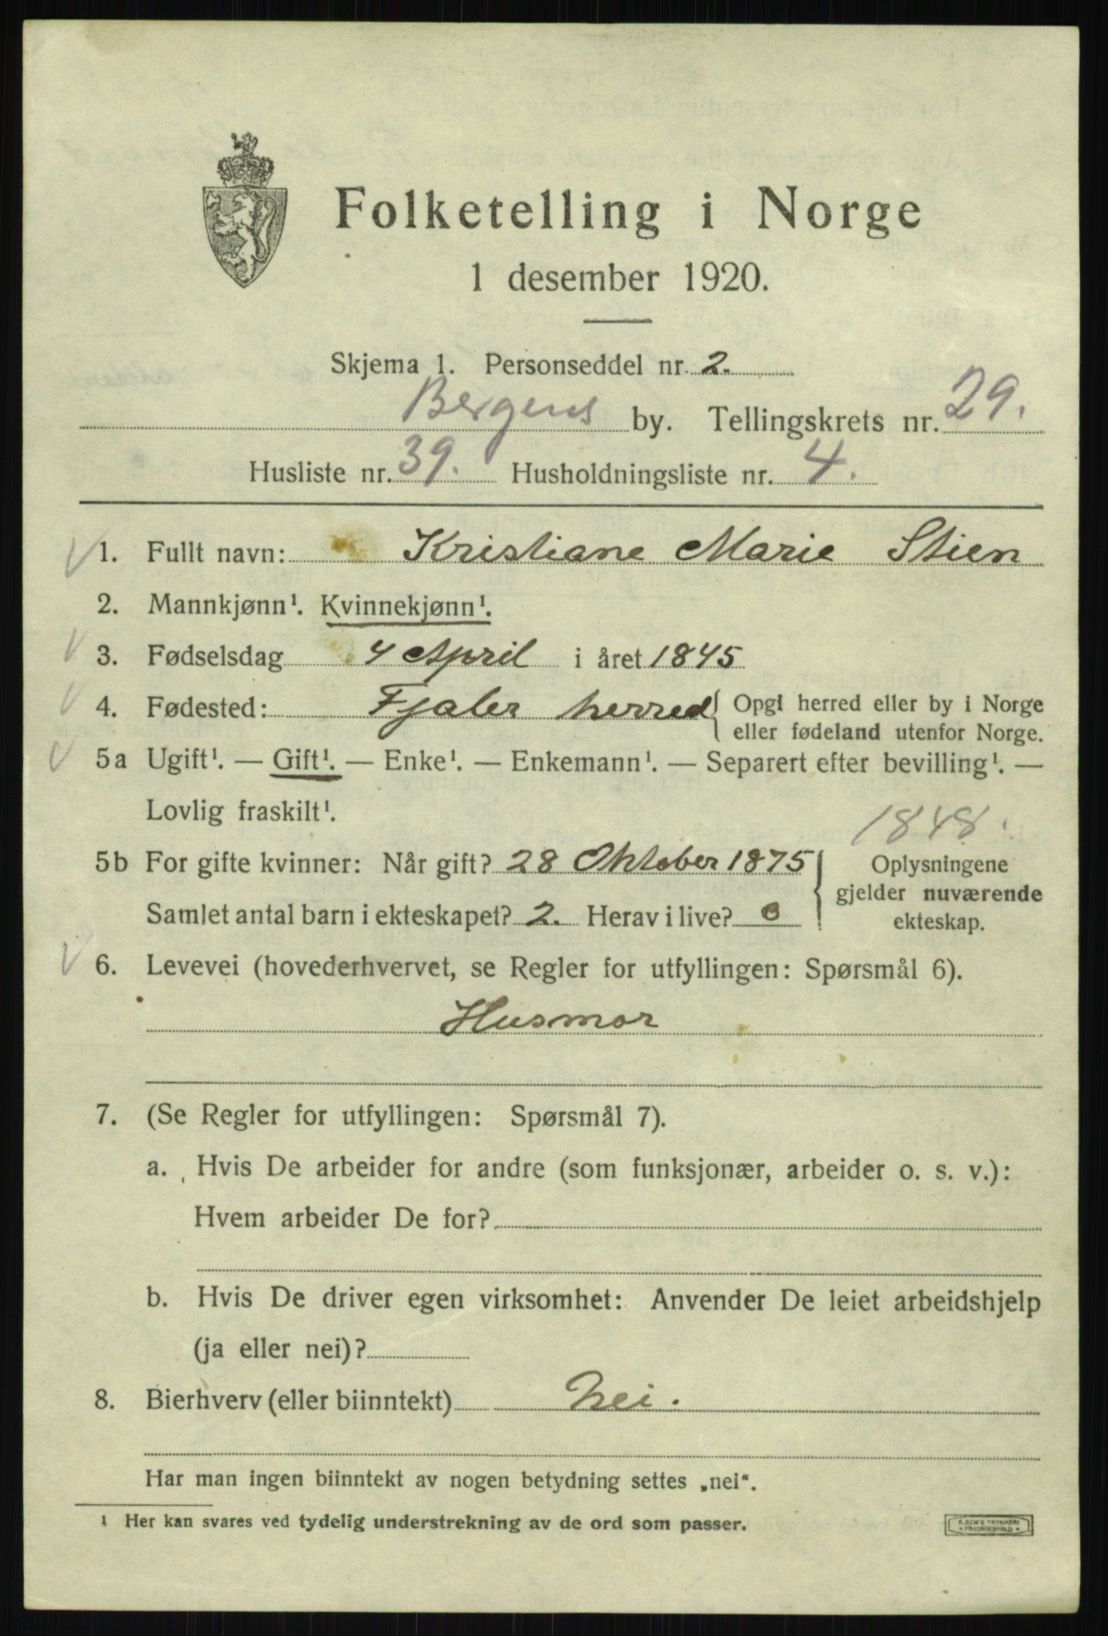 Folketelling i Norge
1 desember 1920.
Skjema 1. Personseddel nr. 2.
Bergens by. Tellingskrets nr. 29.
Husliste nr. 39. Husholdningsliste nr. 4.
1. Fullt navn: Kristiane Marie Stien
2. Mannkjønn¹. Kvinnekjønn¹.
3. Fødselsdag 4 April i året 1845
4. Fødested: Fjaler herred { Opgi herred eller by i Norge
eller fødeland utenfor Norge.
5a Ugift¹. — Gift¹. — Enke¹. — Enkemann¹. — Separert efter bevilling¹. —
Lovlig fraskilt¹.
1848.
5b For gifte kvinner: Når gift? 28 Oktober 1875 { Oplysningene
gjelder nuværende
Samlet antal barn i ekteskapet? 2. Herav i live? 0
ekteskap.
6. Levevei (hovederhvervet, se Regler for utfyllingen: Spørsmål 6).
Husmor
7. (Se Regler for utfyllingen: Spørsmål 7).
a. Hvis De arbeider for andre (som funksjonær, arbeider o. s. v.):
Hvem arbeider De for?
b. Hvis De driver egen virksomhet: Anvender De leiet arbeidshjelp
(ja eller nei)?
8. Bierhverv (eller biinntekt) Nei.
Har man ingen biinntekt av nogen betydning settes „nei“.
¹ Her kan svares ved tydelig understrekning av de ord som passer.